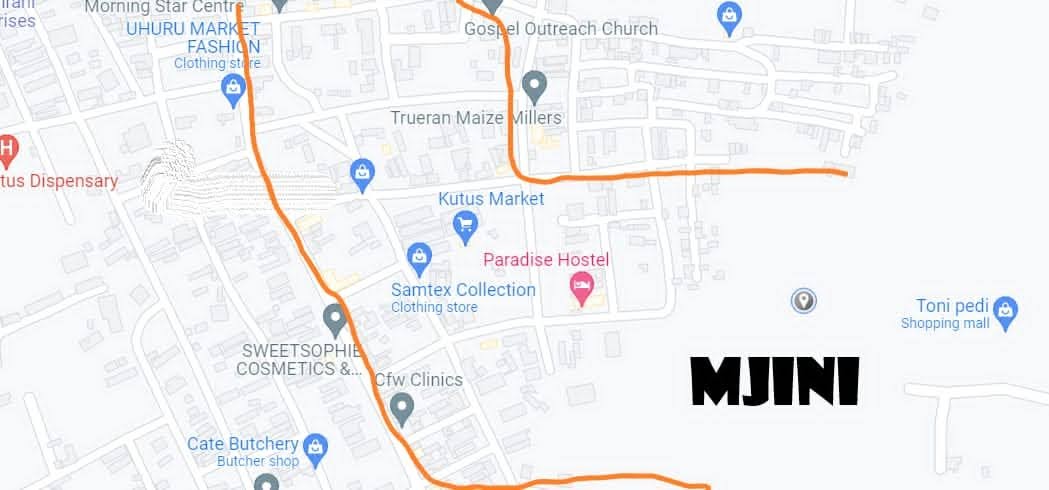 irani
rises
Morning Star Centre
UHURU MARKET
FASHION
Clothing store
Gospel Outreach Church
Trueran Maize Millers
H
tus Dispensary
Kutus Market
Paradise Hostel
Samtex Collection
Clothing store
Toni pedi
Shopping mall
SWEETSOPHIE
COSMETICS &...
MJINI
Cfw Clinics
Cate Butchery
Butcher shop